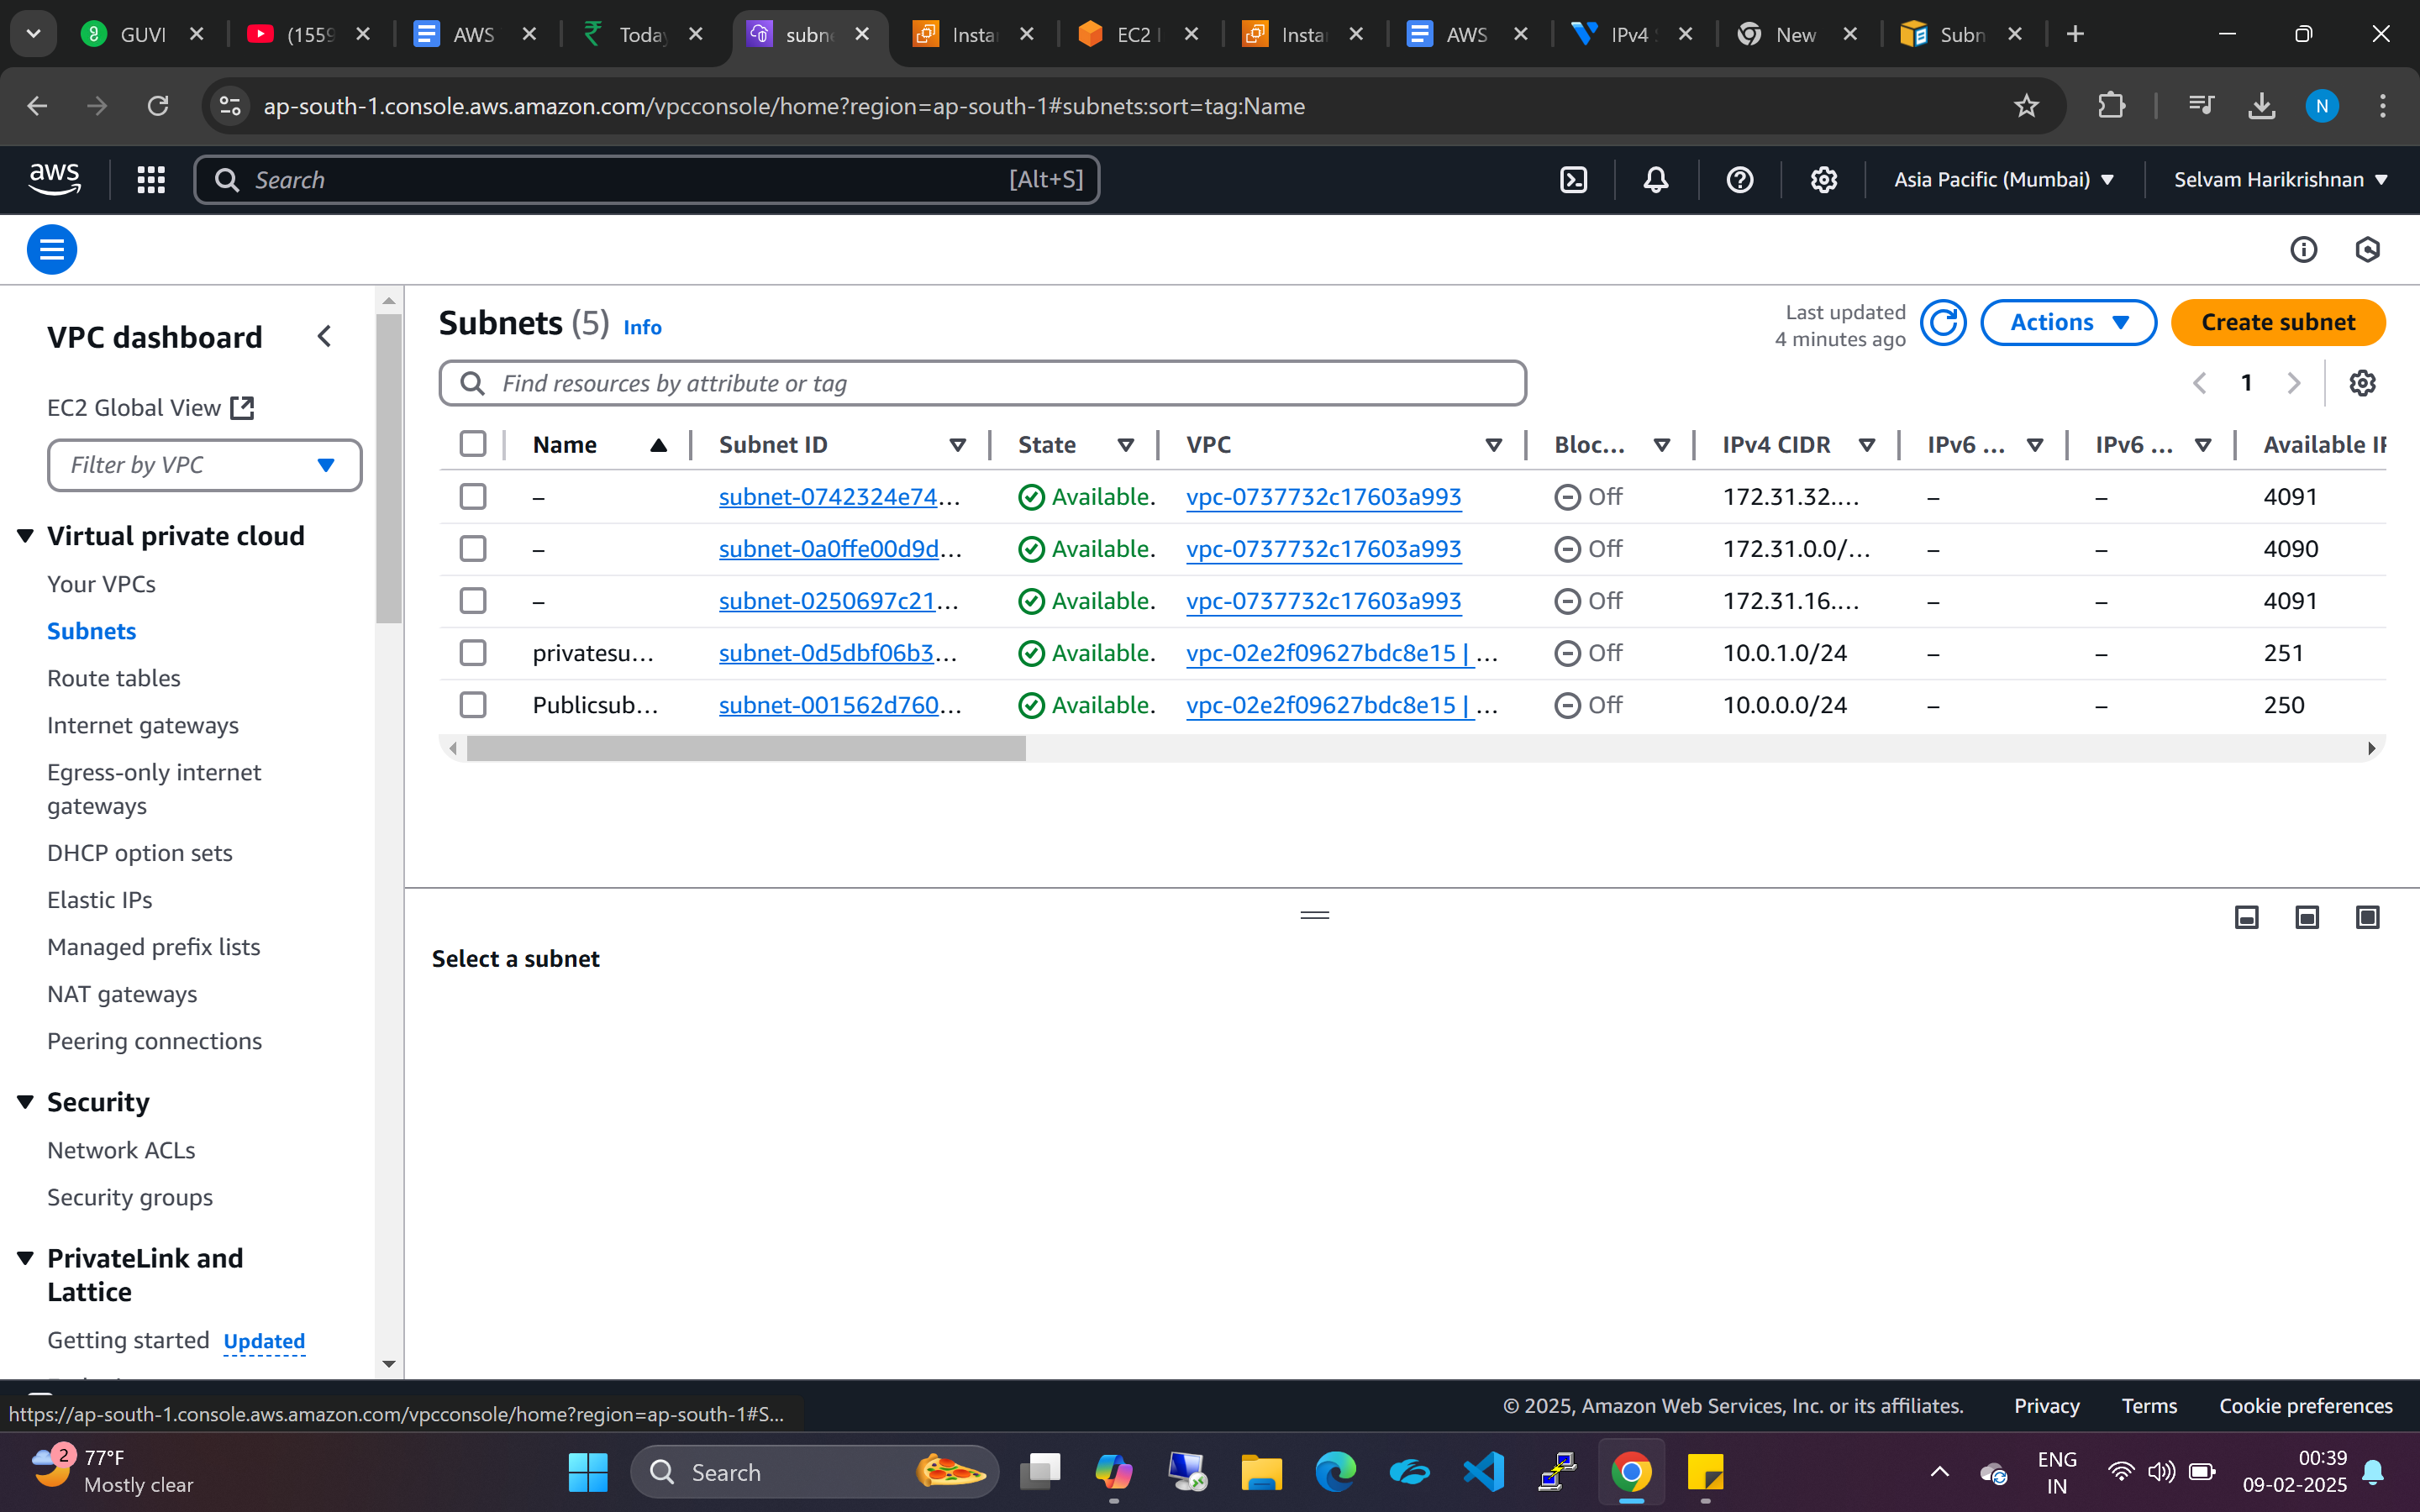 GUVI
(1559
AWS
Today
subn
Insta
EC2 I
Insta
AWS
IPv4 S
New
Subn
ap-south-1.console.aws.amazon.com/vpcconsole/home?region=ap-south-1#subnets:sort=tag:Name
N
aws
Search
[Alt+S]
Asia Pacific (Mumbai)
Selvam Harikrishnan
VPC dashboard
EC2 Global View
Filter by VPC
Virtual private cloud
Your VPCs
Subnets
Route tables
Internet gateways
Egress-only internet
gateways
DHCP option sets
Elastic IPs
Managed prefix lists
NAT gateways
Peering connections
Security
Network ACLs
Security groups
PrivateLink and
Lattice
Getting started Updated
Subnets (5) Info
Last updated
4 minutes ago
Actions
Create subnet
Find resources by attribute or tag
1
Name Subnet ID State VPC Bloc... IPv4 CIDR IPv6 ... IPv6 ... Available IP
– subnet-0742324e74... Available. vpc-0737732c17603a993 Off 172.31.32.... – – 4091
– subnet-0a0ffe00d9d... Available. vpc-0737732c17603a993 Off 172.31.0.0/... – – 4090
– subnet-0250697c21... Available. vpc-0737732c17603a993 Off 172.31.16.... – – 4091
privatesu... subnet-0d5dbf06b3... Available. vpc-02e2f09627bdc8e15 | ... Off 10.0.1.0/24 – – 251
Publicsub... subnet-001562d760... Available. vpc-02e2f09627bdc8e15 | ... Off 10.0.0.0/24 – – 250
Select a subnet
https://ap-south-1.console.aws.amazon.com/vpcconsole/home?region=ap-south-1#S...
© 2025, Amazon Web Services, Inc. or its affiliates.
Privacy
Terms
Cookie preferences
2
77°F
Mostly clear
Search
ENG
IN
00:39
09-02-2025